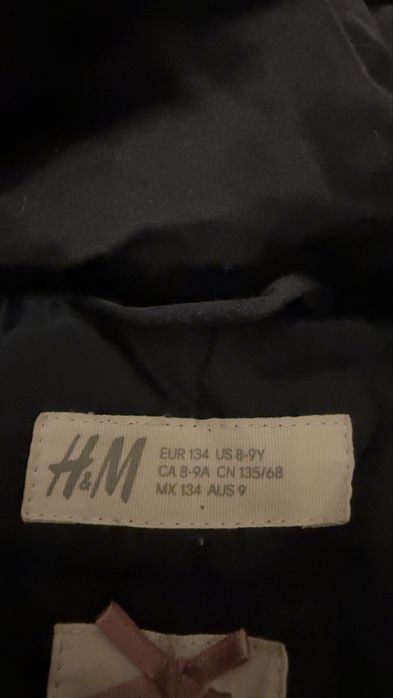 H&M
EUR 134 US 8-9Y
CA 8-9A CN 135/68
MX 134 AUS 9